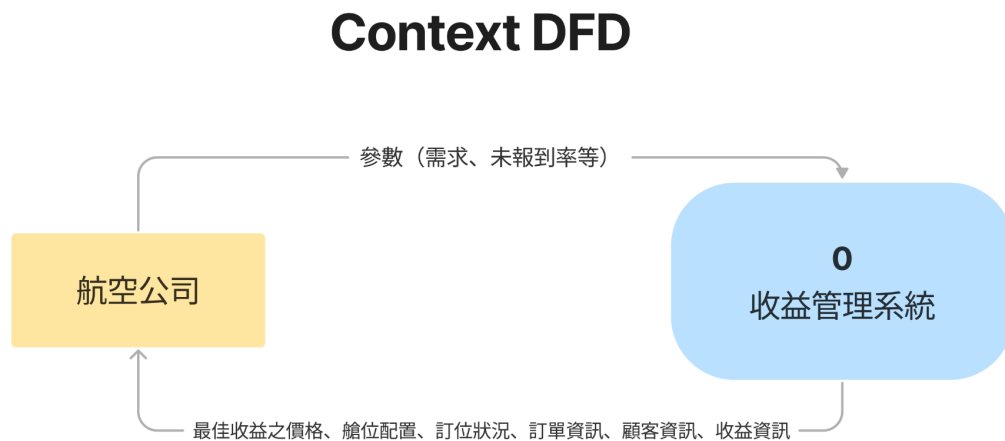 Context DFD
參數（需求、未報到率等）
航空公司
0
收益管理系統
最佳收益之價格、艙位配置、訂位狀況、訂單資訊、顧客資訊、收益資訊